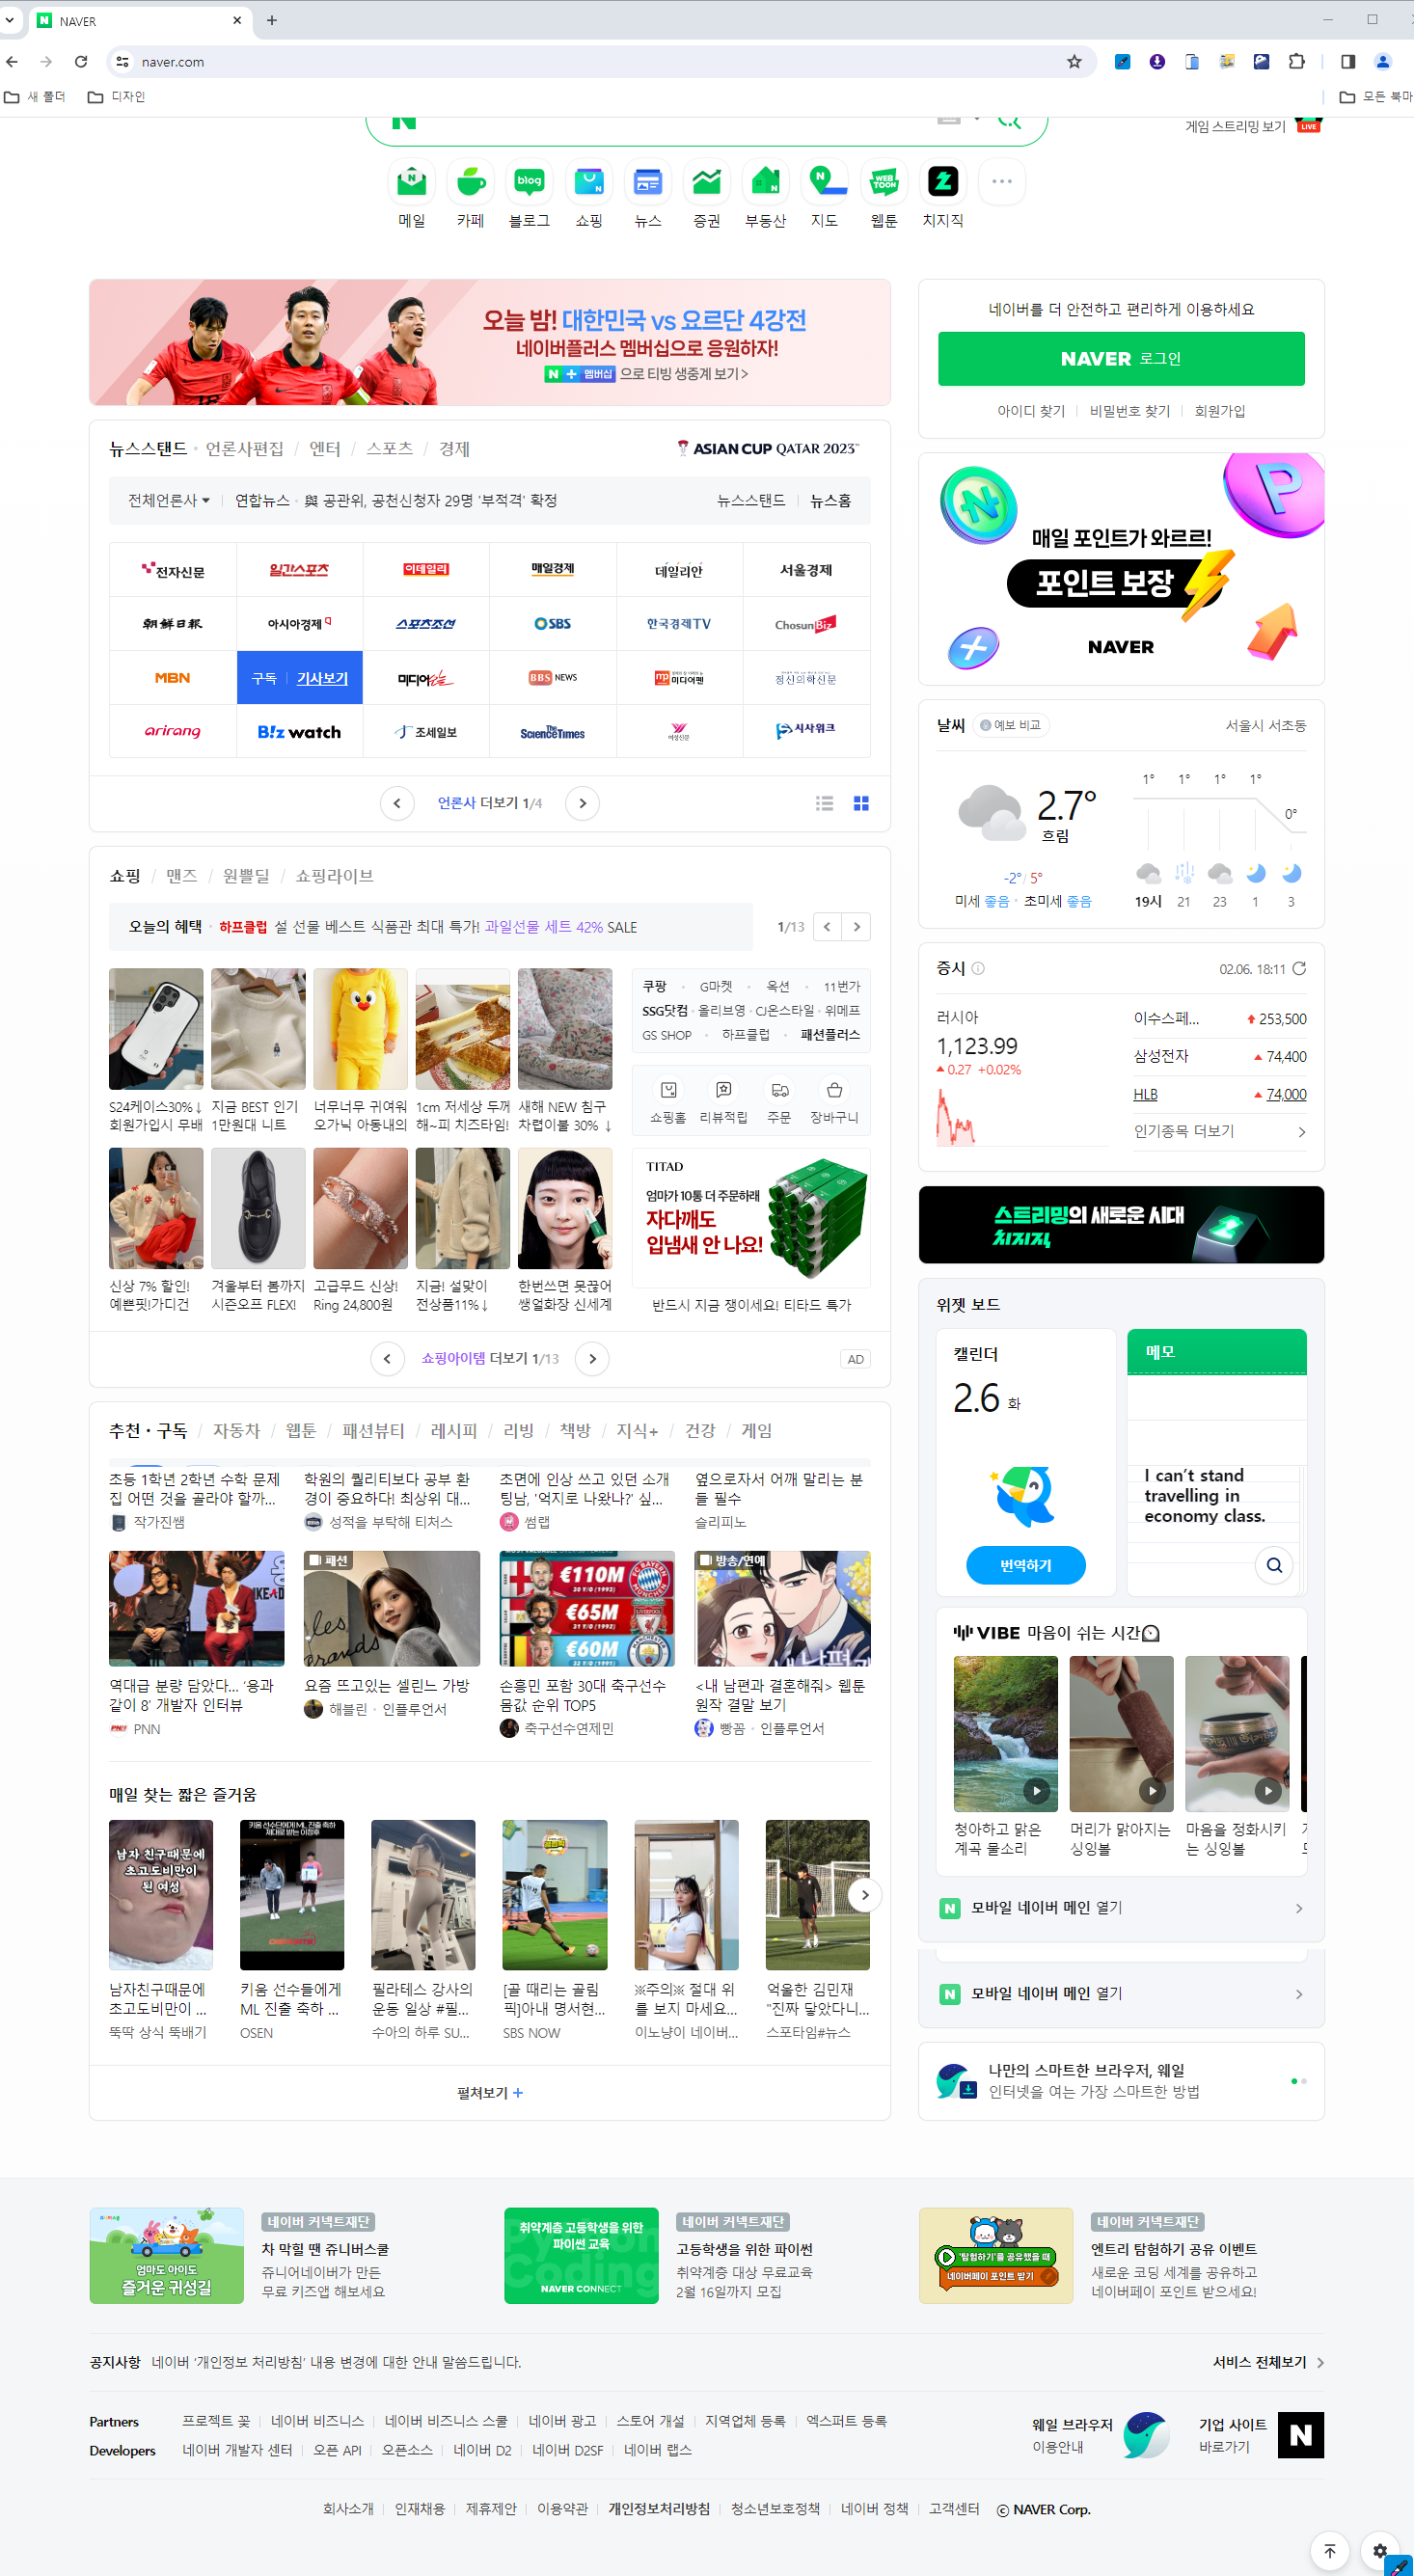 NAVER
naver.com
새 폴더
디자인
모든 북마
게임 스트리밍 보기
LIVE
메일
카페
블로그
쇼핑
뉴스
증권
부동산
지도
웹툰
치지직
오늘 밤! 대한민국 vs 요르단 4강전
네이버플러스 멤버십으로 응원하자!
N + 멤버십 으로 티빙 생중계 보기 >
네이버를 더 안전하고 편리하게 이용하세요
NAVER 로그인
아이디 찾기
비밀번호 찾기
회원가입
뉴스스탠드 · 언론사편집 / 엔터 / 스포츠 / 경제
ASIAN CUP QATAR 2023
전체언론사
연합뉴스 · 與 공관위, 공천신청자 29명 '부적격' 확정
뉴스스탠드
뉴스홈
전자신문
일간스포츠
이데일리
매일경제
데일리안
서울경제
朝鮮日報
아시아경제
스포츠조선
SBS
한국경제TV
ChosunBiz
MBN
구독
기사보기
미디어오늘
BBS NEWS
미디어펜
정신의학신문
arirang
B!z watch
조세일보
The ScienceTimes
여성신문
시사위크
언론사 더보기 1/4
매일 포인트가 와르르!
포인트 보장
NAVER
날씨
예보 비교
서울시 서초동
2.7°
흐림
-2° / 5°
미세 좋음 · 초미세 좋음
1° 1° 1° 1° 0°
19시 21 23 1 3
쇼핑 / 맨즈 / 원쁠딜 / 쇼핑라이브
오늘의 혜택 · 하프클럽 설 선물 베스트 식품관 최대 특가! 과일선물 세트 42% SALE
1/13
S24케이스30%↓
회원가입시 무배
지금 BEST 인기
1만원대 니트
너무너무 귀여워
오가닉 아동내의
1cm 저세상 두께
해~피 치즈타임!
새해 NEW 침구
차렵이불 30% ↓
쿠팡 · G마켓 · 옥션 · 11번가
SSG닷컴 · 올리브영 · CJ온스타일 · 위메프
GS SHOP · 하프클럽 · 패션플러스
쇼핑홈
리뷰적립
주문
장바구니
신상 7% 할인!
예쁜핏!가디건
겨울부터 봄까지
시즌오프 FLEX!
고급무드 신상!
Ring 24,800원
지금! 설맞이
전상품11%↓
한번쓰면 못끊어
쌩얼화장 신세계
TITAD
엄마가 10통 더 주문하래
자다깨도
입냄새 안 나요!
반드시 지금 쟁이세요! 티타드 특가
쇼핑아이템 더보기 1/13
AD
증시
02.06. 18:11
러시아
1,123.99
0.27 +0.02%
이수스페... 253,500
삼성전자 74,400
HLB 74,000
인기종목 더보기
스트리밍의 새로운 시대
치지직
위젯 보드
캘린더
2.6 화
번역하기
메모
I can't stand
travelling in
economy class.
VIBE 마음이 쉬는 시간
청아하고 맑은
계곡 물소리
머리가 맑아지는
싱잉볼
마음을 정화시키
는 싱잉볼
모바일 네이버 메인 열기
모바일 네이버 메인 열기
나만의 스마트한 브라우저, 웨일
인터넷을 여는 가장 스마트한 방법
추천 · 구독 / 자동차 / 웹툰 / 패션뷰티 / 레시피 / 리빙 / 책방 / 지식+ / 건강 / 게임
초등 1학년 2학년 수학 문제
집 어떤 것을 골라야 할까...
작가진쌤
학원의 퀄리티보다 공부 환
경이 중요하다! 최상위 대...
성적을 부탁해 티처스
초면에 인상 쓰고 있던 소개
팅남, '억지로 나왔나?' 싶...
썸랩
옆으로자서 어깨 말리는 분
들 필수
슬리피노
패션
€110M
€65M
€60M
방송/연예
역대급 분량 담았다... '용과
같이 8' 개발자 인터뷰
PNN
요즘 뜨고있는 셀린느 가방
해블린 · 인플루언서
손흥민 포함 30대 축구선수
몸값 순위 TOP5
축구선수연제민
<내 남편과 결혼해줘> 웹툰
원작 결말 보기
빵꼼 · 인플루언서
매일 찾는 짧은 즐거움
남자 친구때문에
초고도비만이
된 여성
키움 선수단에게 ML 진출 축하
제대로 받는 이정후
남자친구때문에
초고도비만이 ...
뚝딱 상식 뚝배기
키움 선수들에게
ML 진출 축하 ...
OSEN
필라테스 강사의
운동 일상 #필...
수아의 하루 SU...
[골 때리는 골림
픽]아내 명서현...
SBS NOW
※주의※ 절대 위
를 보지 마세요...
이노냥이 네이버...
억울한 김민재
"진짜 닿았다니...
스포타임#뉴스
펼쳐보기 +
엄마도 아이도
즐거운 귀성길
네이버 커넥트재단
차 막힐 땐 쥬니버스쿨
쥬니어네이버가 만든
무료 키즈앱 해보세요
취약계층 고등학생을 위한
파이썬 교육
NAVER CONNECT
네이버 커넥트재단
고등학생을 위한 파이썬
취약계층 대상 무료교육
2월 16일까지 모집
'탐험하기'를 공유했을 때
네이버페이 포인트 받기
네이버 커넥트재단
엔트리 탐험하기 공유 이벤트
새로운 코딩 세계를 공유하고
네이버페이 포인트 받으세요!
공지사항 네이버 '개인정보 처리방침' 내용 변경에 대한 안내 말씀드립니다.
서비스 전체보기
Partners 프로젝트 꽃 네이버 비즈니스 네이버 비즈니스 스쿨 네이버 광고 스토어 개설 지역업체 등록 엑스퍼트 등록
Developers 네이버 개발자 센터 오픈 API 오픈소스 네이버 D2 네이버 D2SF 네이버 랩스
웨일 브라우저
이용안내
기업 사이트
바로가기
회사소개 인재채용 제휴제안 이용약관 개인정보처리방침 청소년보호정책 네이버 정책 고객센터 ⓒ NAVER Corp.